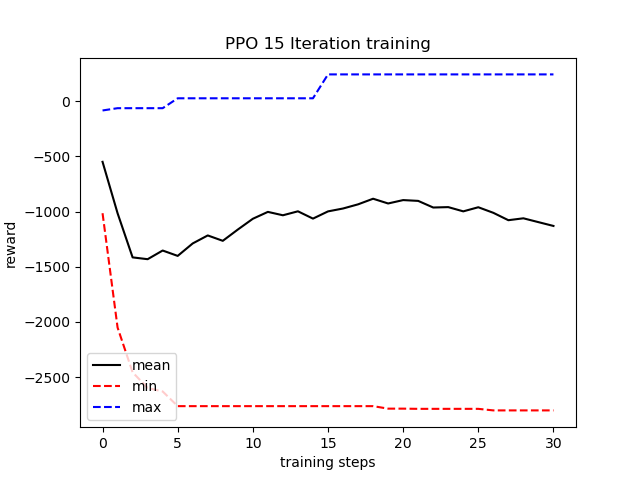 PPO 15 Iteration training
reward
0
−500
−1000
−1500
−2000
−2500
mean
min
max
0 5 10 15 20 25 30
training steps